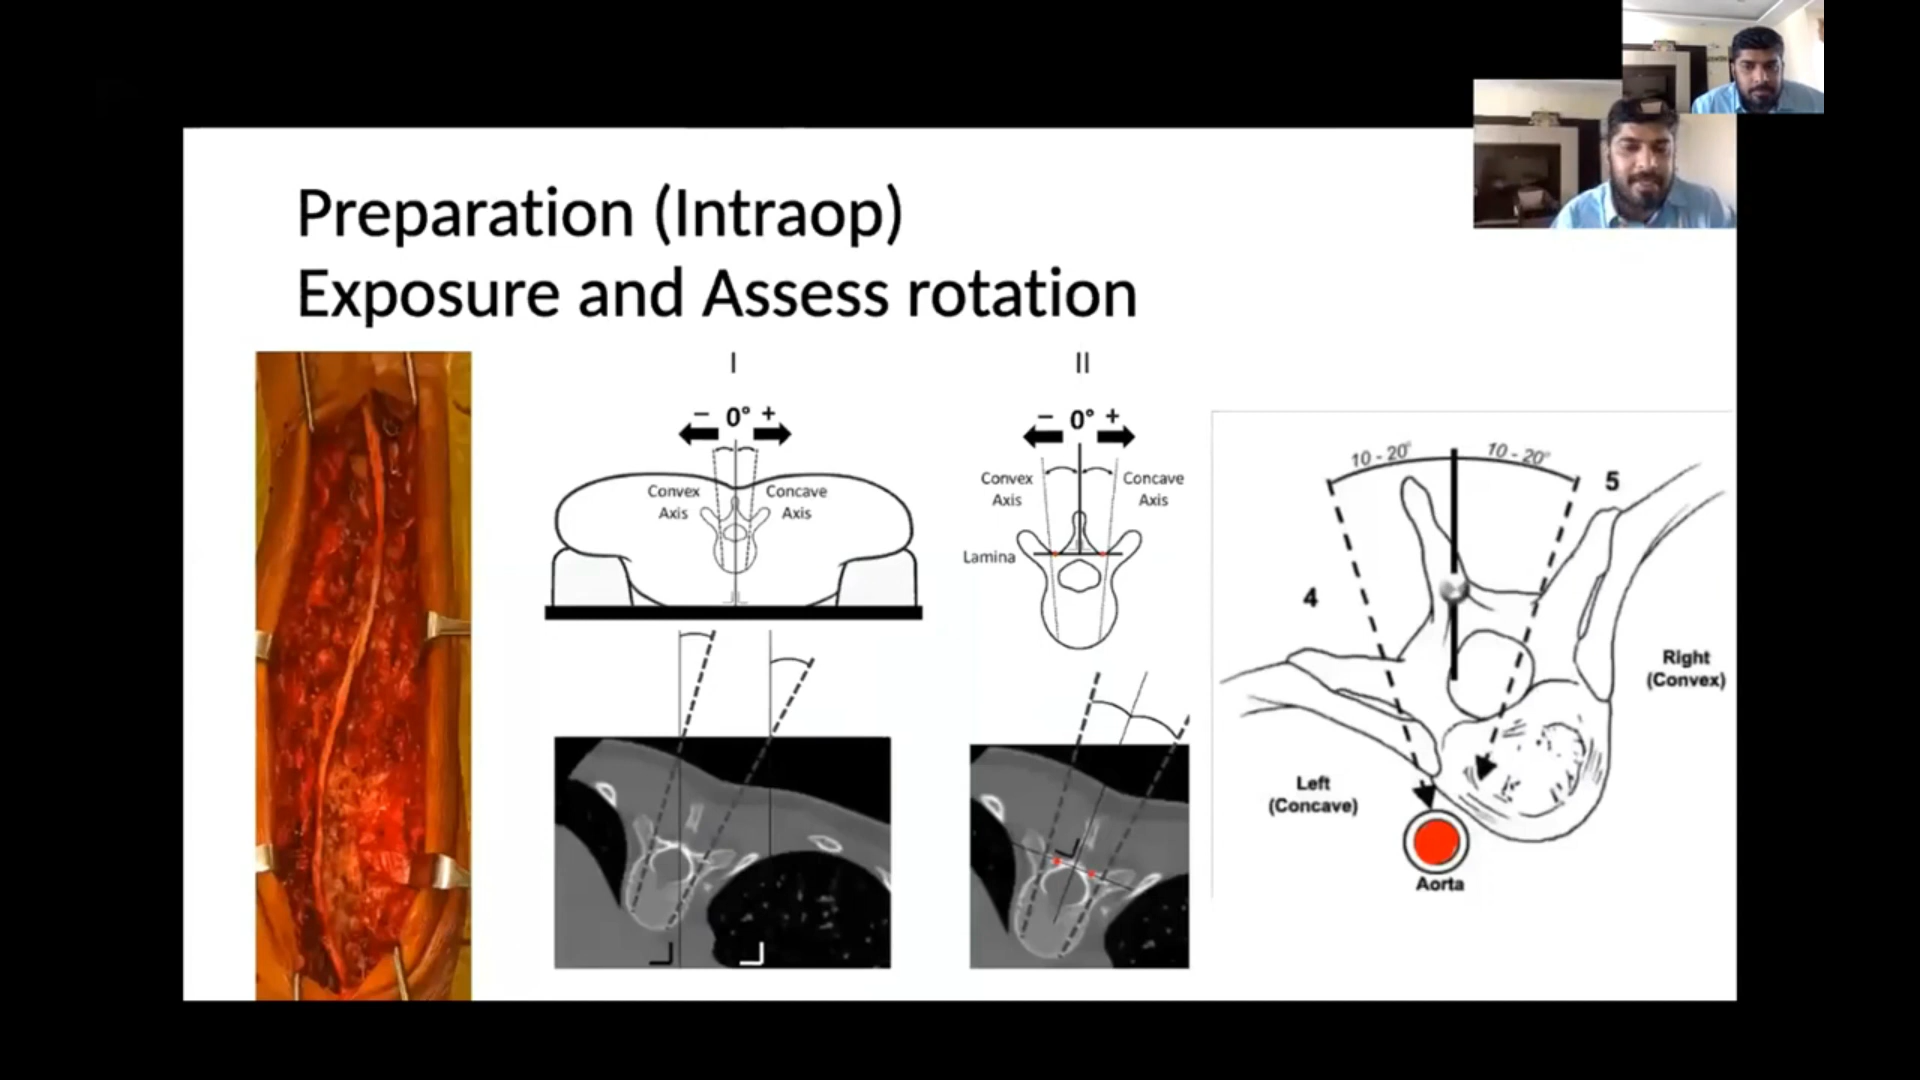 Preparation (Intraop)
Exposure and Assess rotation
I
– 0° +
Convex
Axis
Concave
Axis
II
– 0° +
Convex
Axis
Concave
Axis
Lamina
10 - 20°
10 - 20°
5
4
Right
(Convex)
Left
(Concave)
Aorta